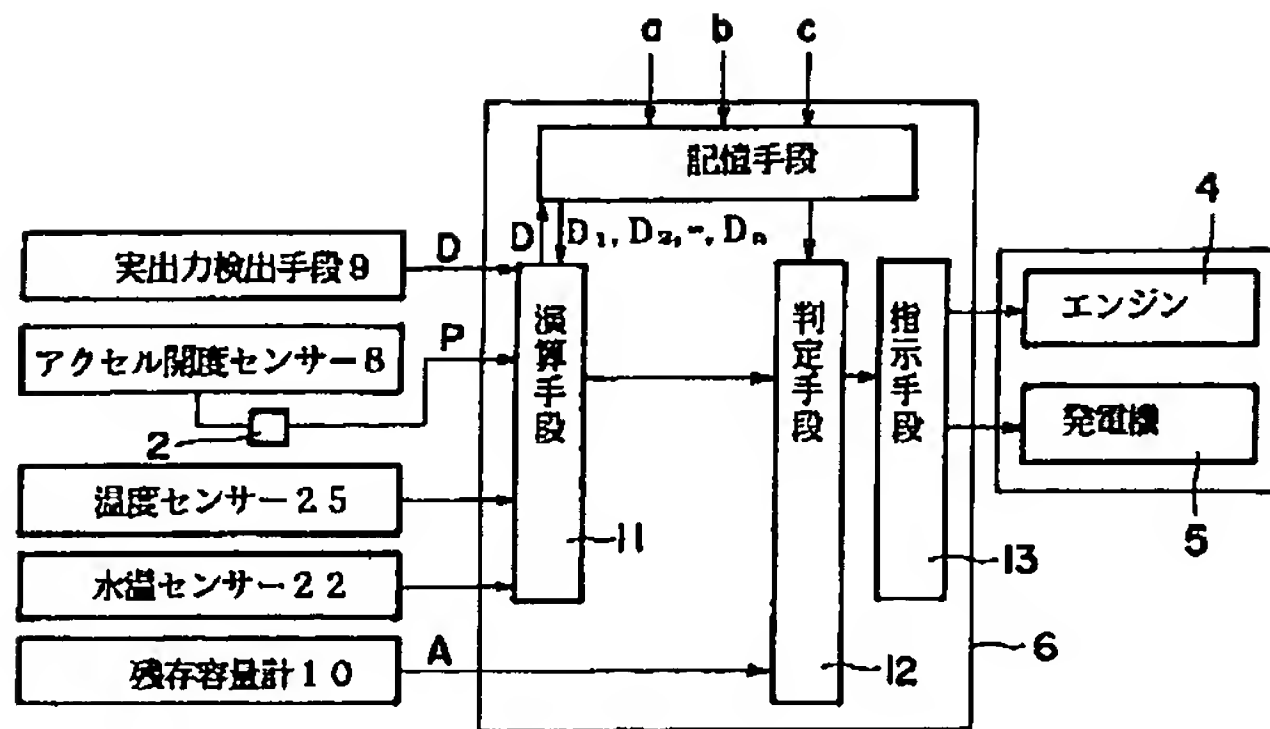 a b c
記憶手段
D D₁, D₂, -, Dₙ
実出力検出手段9
D
アクセル開度センサー8
P
2
温度センサー25
水温センサー22
残存容量計10
A
演算手段
11
判定手段
12
指示手段
13
6
4
エンジン
発電機
5